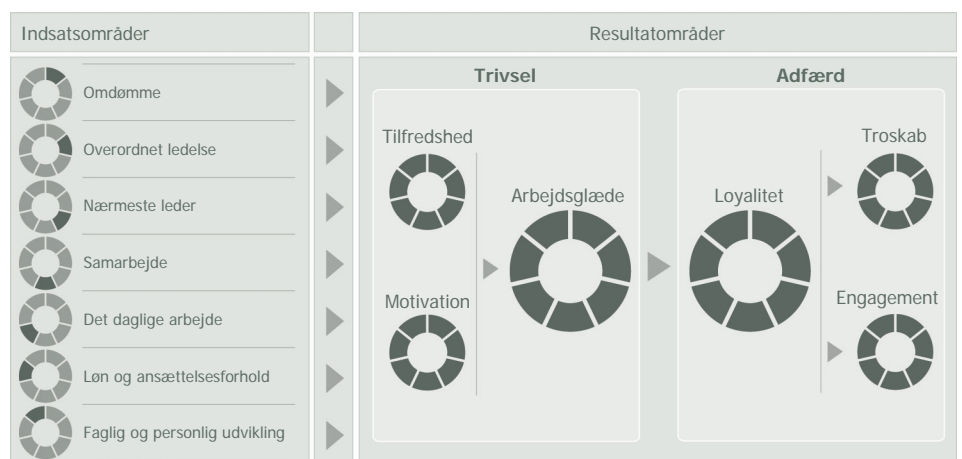 Indsatsområder
Resultatområder
Omdømme
Overordnet ledelse
Nærmeste leder
Samarbejde
Det daglige arbejde
Løn og ansættelsesforhold
Faglig og personlig udvikling
Trivsel
Tilfredshed
Arbejdsglæde
Motivation
Adfærd
Troskab
Loyalitet
Engagement